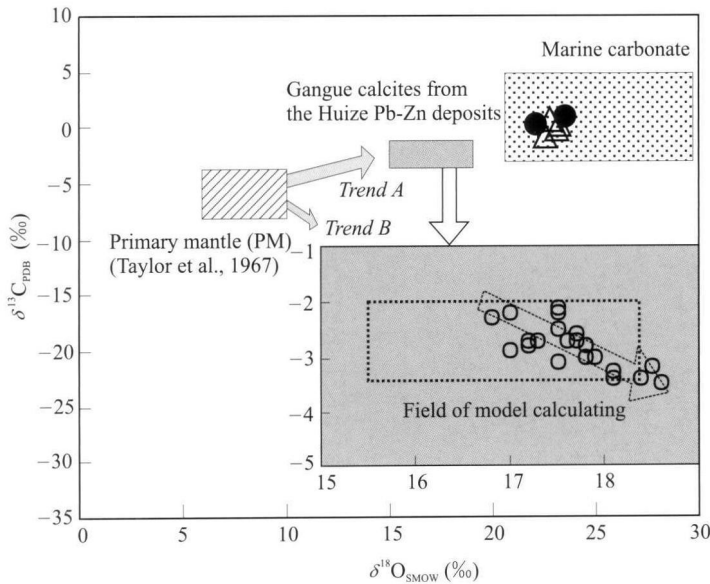 10
5
0
−5
−10
−15
−20
−25
−30
−35
δ¹³C_PDB (‰)
Marine carbonate
Gangue calcites from
the Huize Pb-Zn deposits
Trend A
Trend B
Primary mantle (PM)
(Taylor et al., 1967)
−1
−2
−3
−4
−5
Field of model calculating
15 16 17 18
0 5 10 15 20 25 30
δ¹⁸O_SMOW (‰)